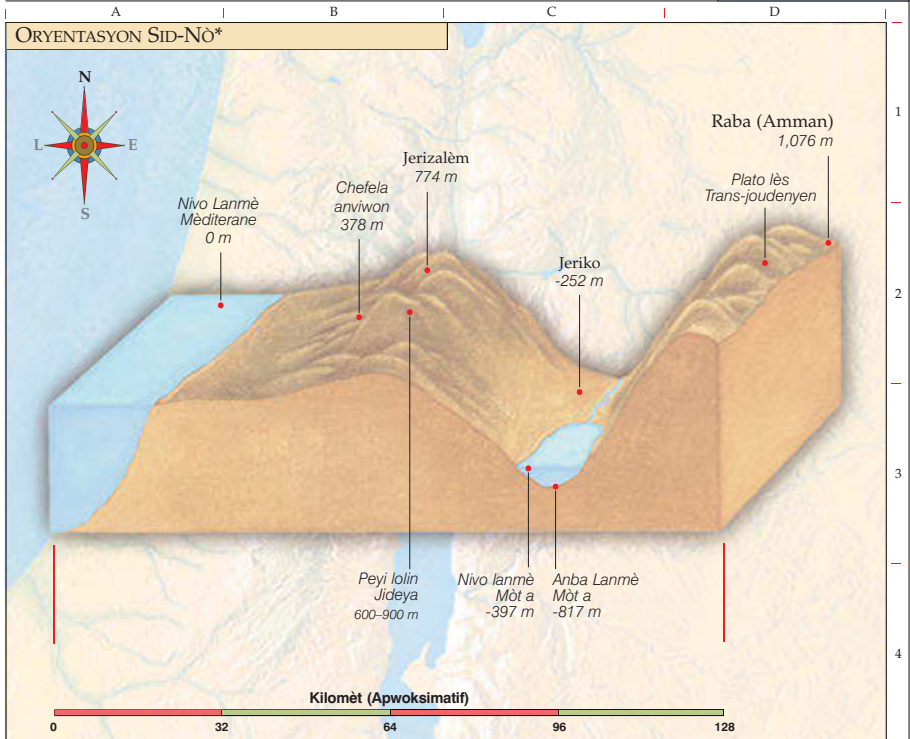 A B C D
ORYENTASYON SID-NÒ*
1
2
3
4
N
L E
S
Nivo Lanmè
Mèditerane
0 m
Chefela
anviwon
378 m
Jerizalèm
774 m
Jeriko
-252 m
Raba (Amman)
1,076 m
Plato lès
Trans-joudenyen
Peyi lolin
Jideya
600–900 m
Nivo lanmè
Mòt a
-397 m
Anba Lanmè
Mòt a
-817 m
Kilomèt (Apwoksimatif)
0 32 64 96 128